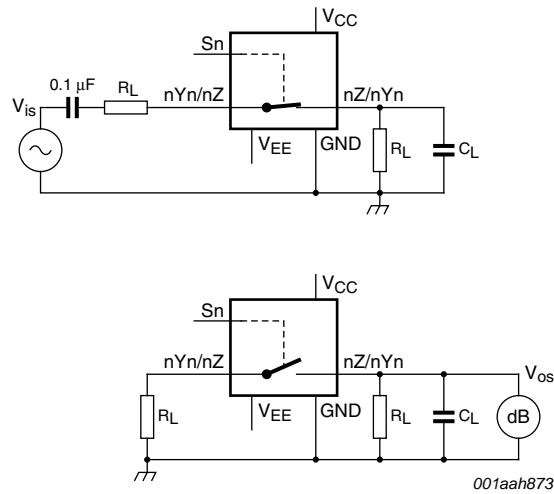 VCC
Sn
0.1 μF
RL
nYn/nZ
nZ/nYn
Vis
VEE
GND
RL
CL
VCC
Sn
nYn/nZ
nZ/nYn
Vos
RL
VEE
GND
RL
CL
dB
001aah873